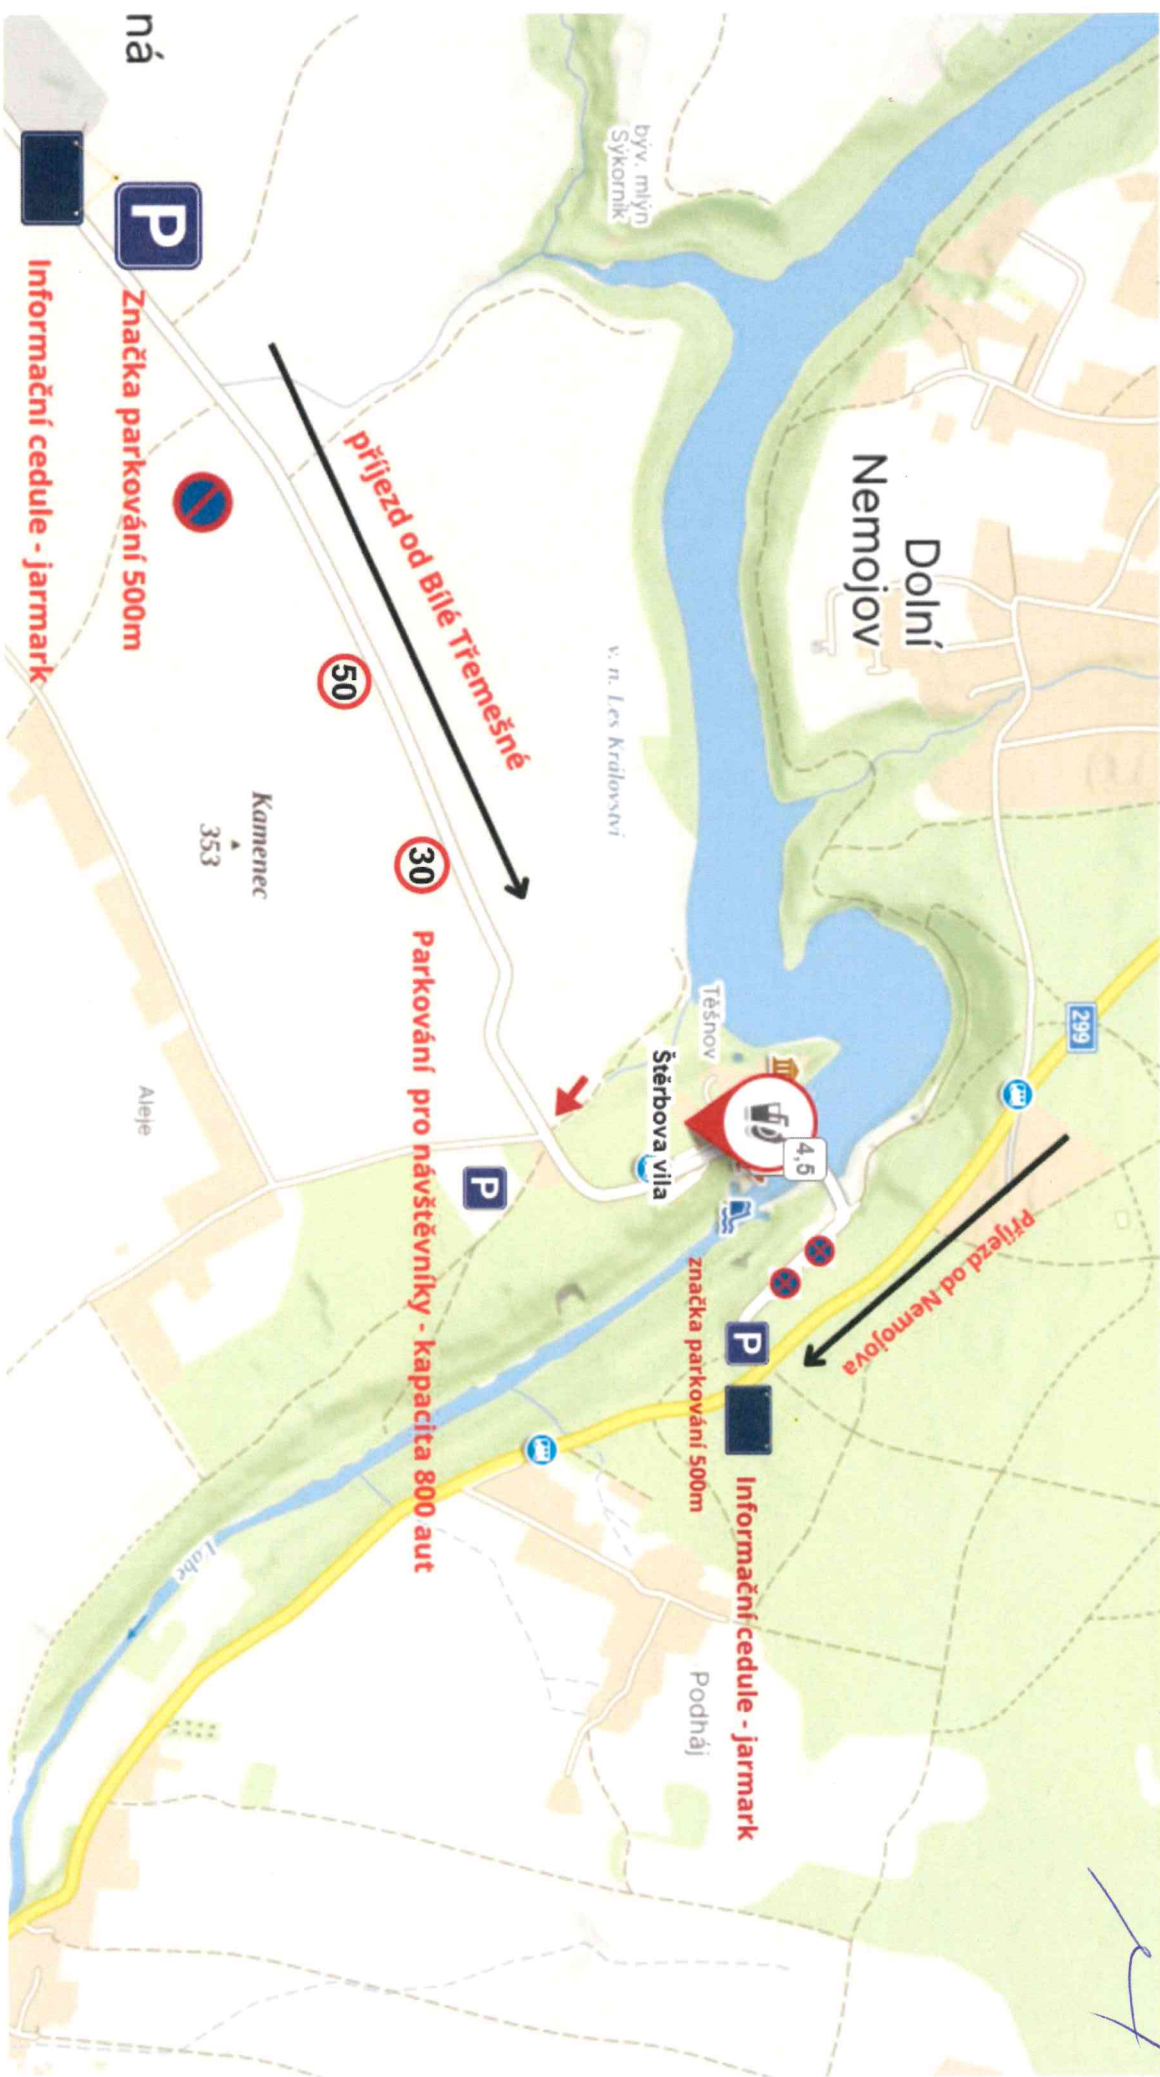 Dolní
Nemojov
299
býv. mlýn
Sýkorník
v. n. Les Království
Příjezd od Nemojova
příjezd od Bílé Třemešné
Těšnov
Štěrbova vila
4,5
P
značka parkování 500m
Informační cedule - jarmark
Podháj
ná
P
Značka parkování 500m
Informační cedule - jarmark
50
30
Parkování pro návštěvníky - kapacita 800 aut
P
Kamenec
353
Aleje
Labe